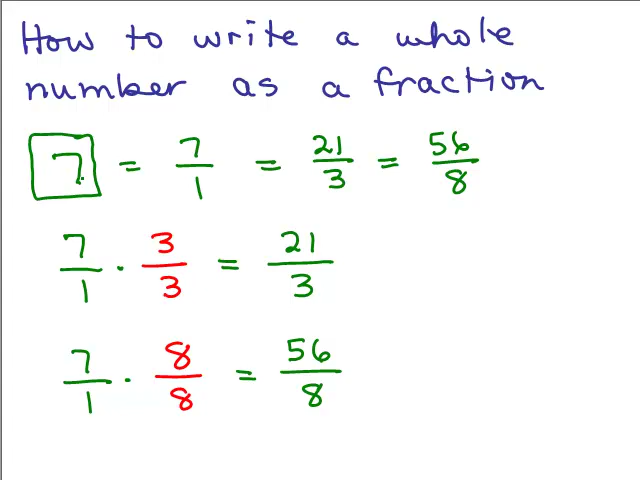 How to write a whole
number as a fraction
7 = 7/1 = 21/3 = 56/8
7/1 · 3/3 = 21/3
7/1 · 8/8 = 56/8